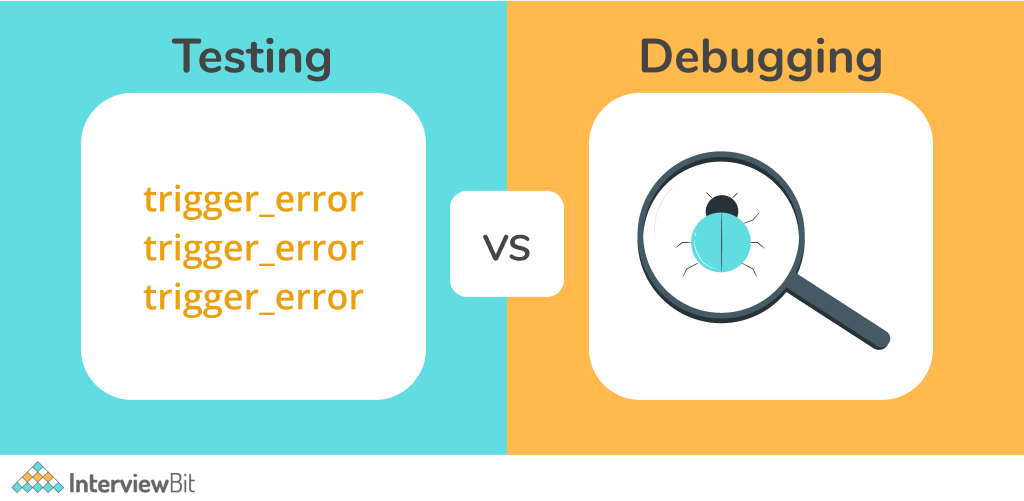 Testing
trigger_error
trigger_error
trigger_error
VS
Debugging
InterviewBit